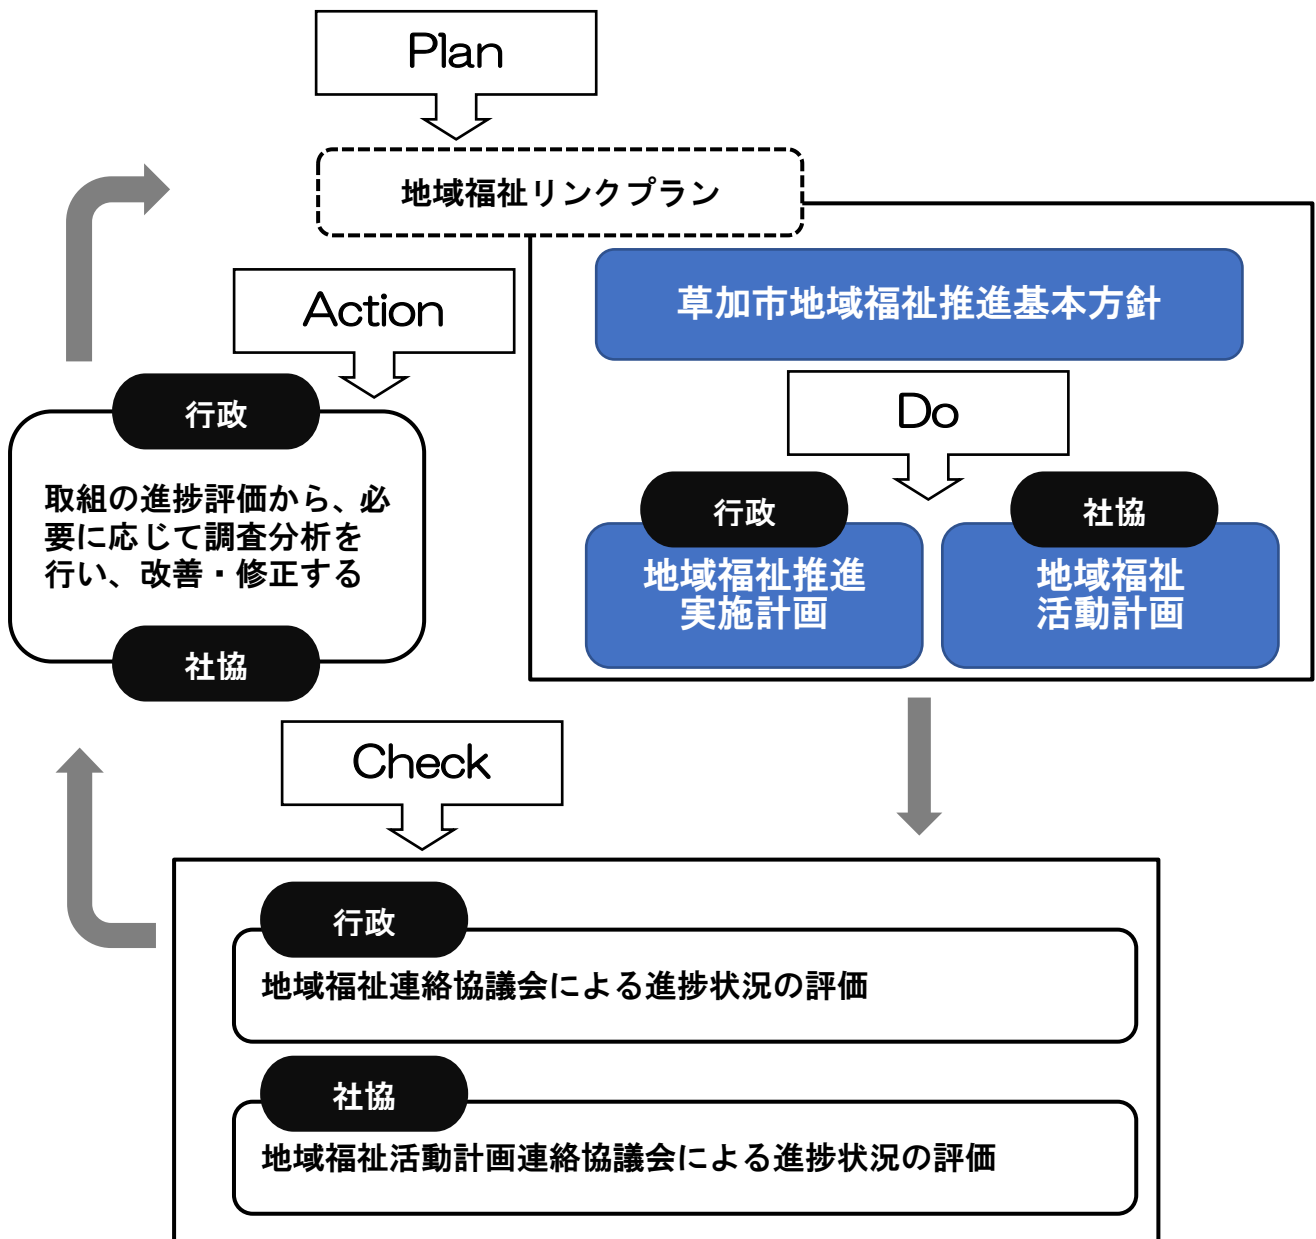 Plan
地域福祉リンクプラン
草加市地域福祉推進基本方針
Action
Do
行政
取組の進捗評価から、必
要に応じて調査分析を
行い、改善・修正する
社協
行政
地域福祉推進
実施計画
社協
地域福祉
活動計画
Check
行政
地域福祉連絡協議会による進捗状況の評価
社協
地域福祉活動計画連絡協議会による進捗状況の評価